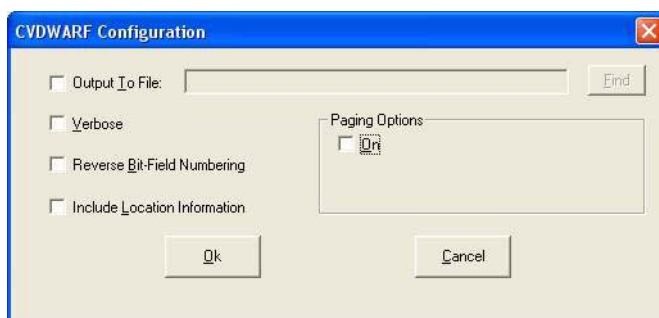 CVDWARF Configuration
Output To File:
Find
Verbose
Paging Options
On
Reverse Bit-Field Numbering
Include Location Information
Ok
Cancel